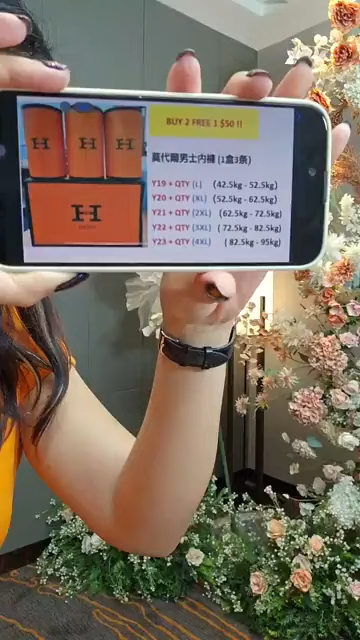 BUY 2 FREE 1 $50 !!
莫代爾男士內褲 (1盒3条)
Y19 + QTY (L) (42.5kg - 52.5kg)
Y20 + QTY (XL) (52.5kg - 62.5kg)
Y21 + QTY (2XL) (62.5kg - 72.5kg)
Y22 + QTY (3XL) (72.5kg - 82.5kg)
Y23 + QTY (4XL) (82.5kg - 95kg)
H H H
H